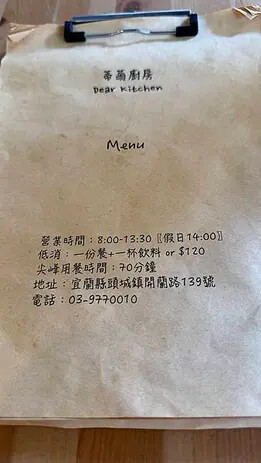 蒂薾廚房
Dear Kitchen
Menu
營業時間：8:00-13:30 〖假日14:00〗
低消：一份餐+一杯飲料 or $120
尖峰用餐時間：70分鐘
地址：宜蘭縣頭城鎮開蘭路139號
電話：03-9770010